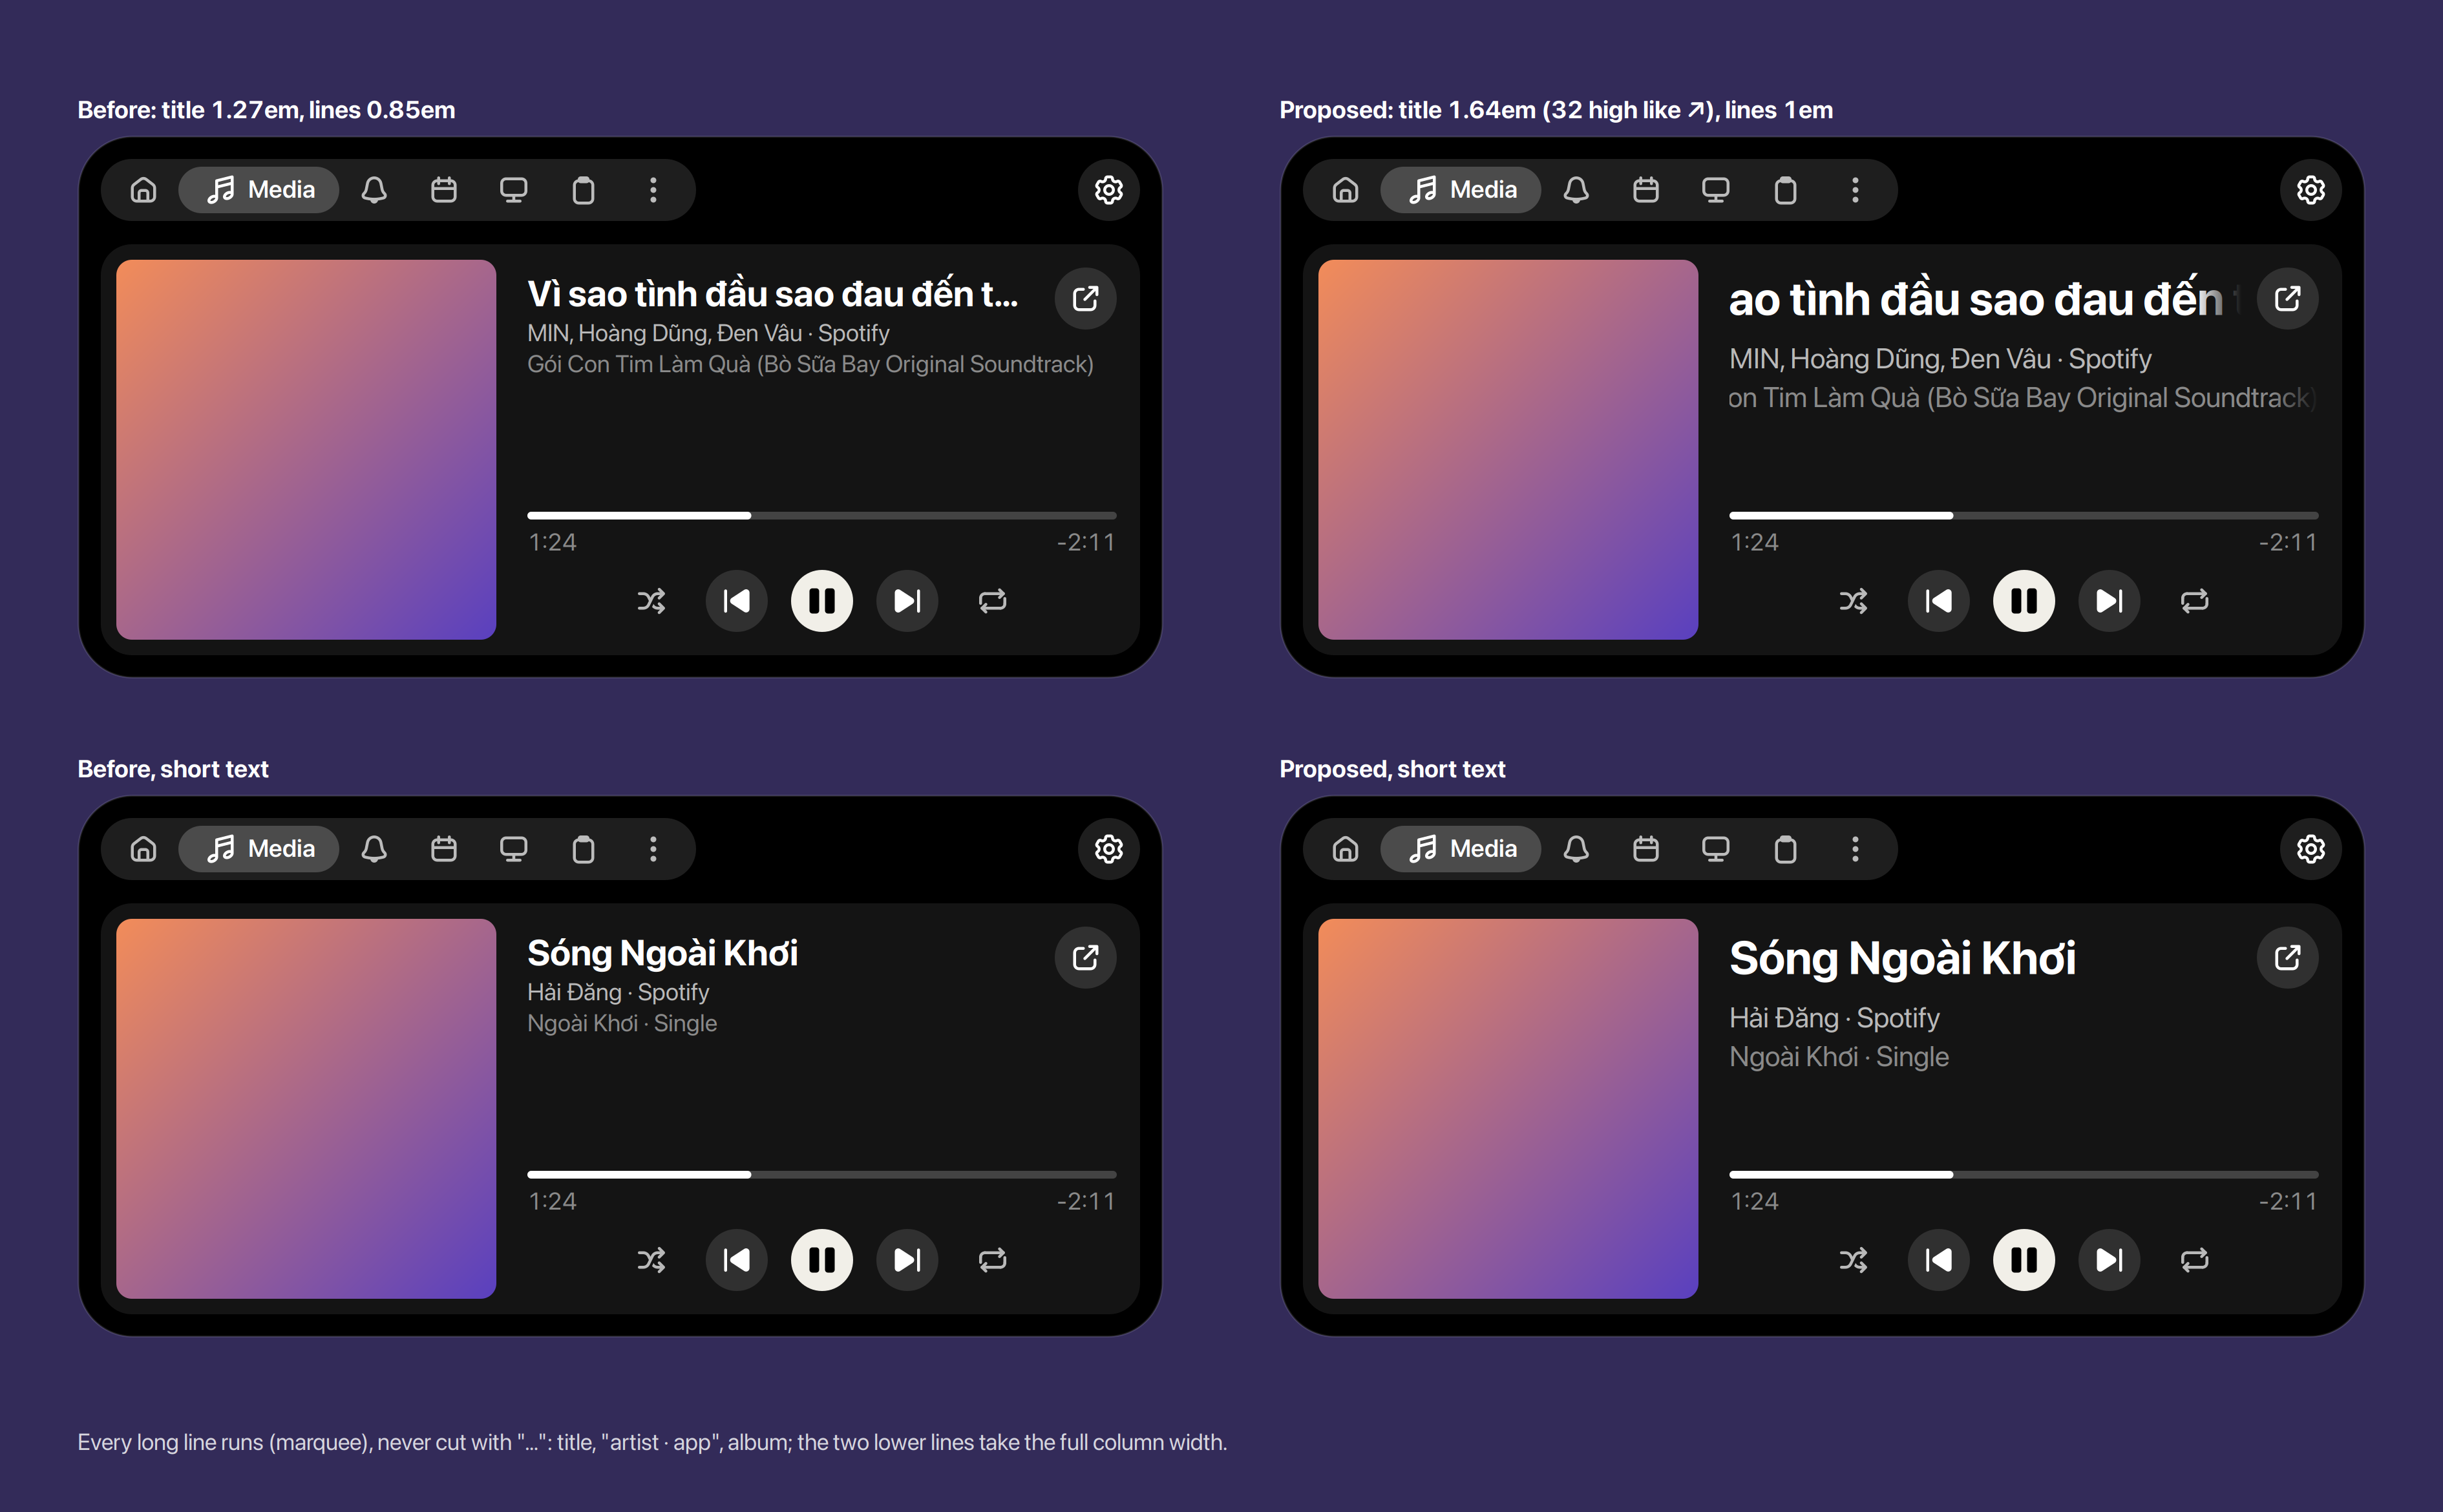 Before: title 1.27em, lines 0.85em
Media
Vì sao tình đầu sao đau đến t...
MIN, Hoàng Dũng, Đen Vâu · Spotify
Gói Con Tim Làm Quà (Bò Sữa Bay Original Soundtrack)
1:24
-2:11
Proposed: title 1.64em (32 high like ↗), lines 1em
Media
ao tình đầu sao đau đến t
MIN, Hoàng Dũng, Đen Vâu · Spotify
on Tim Làm Quà (Bò Sữa Bay Original Soundtrack)
1:24
-2:11
Before, short text
Media
Sóng Ngoài Khơi
Hải Đăng · Spotify
Ngoài Khơi · Single
1:24
-2:11
Proposed, short text
Media
Sóng Ngoài Khơi
Hải Đăng · Spotify
Ngoài Khơi · Single
1:24
-2:11
Every long line runs (marquee), never cut with "...": title, "artist · app", album; the two lower lines take the full column width.